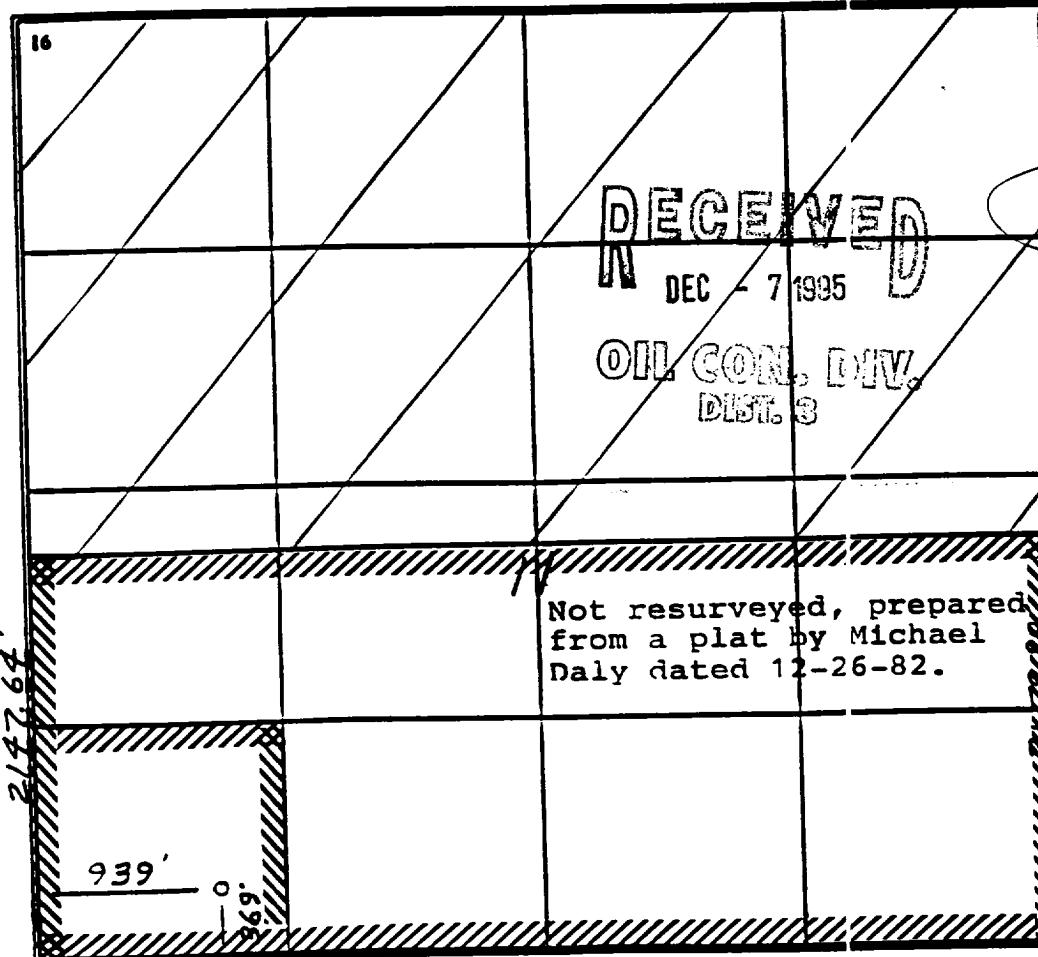 16
RECEIVED
DEC - 7 1995
OIL CON. DIV.
DIST. 3
Not resurveyed, prepared
from a plat by Michael
Daly dated 12-26-82.
2147.64'
939'
369'